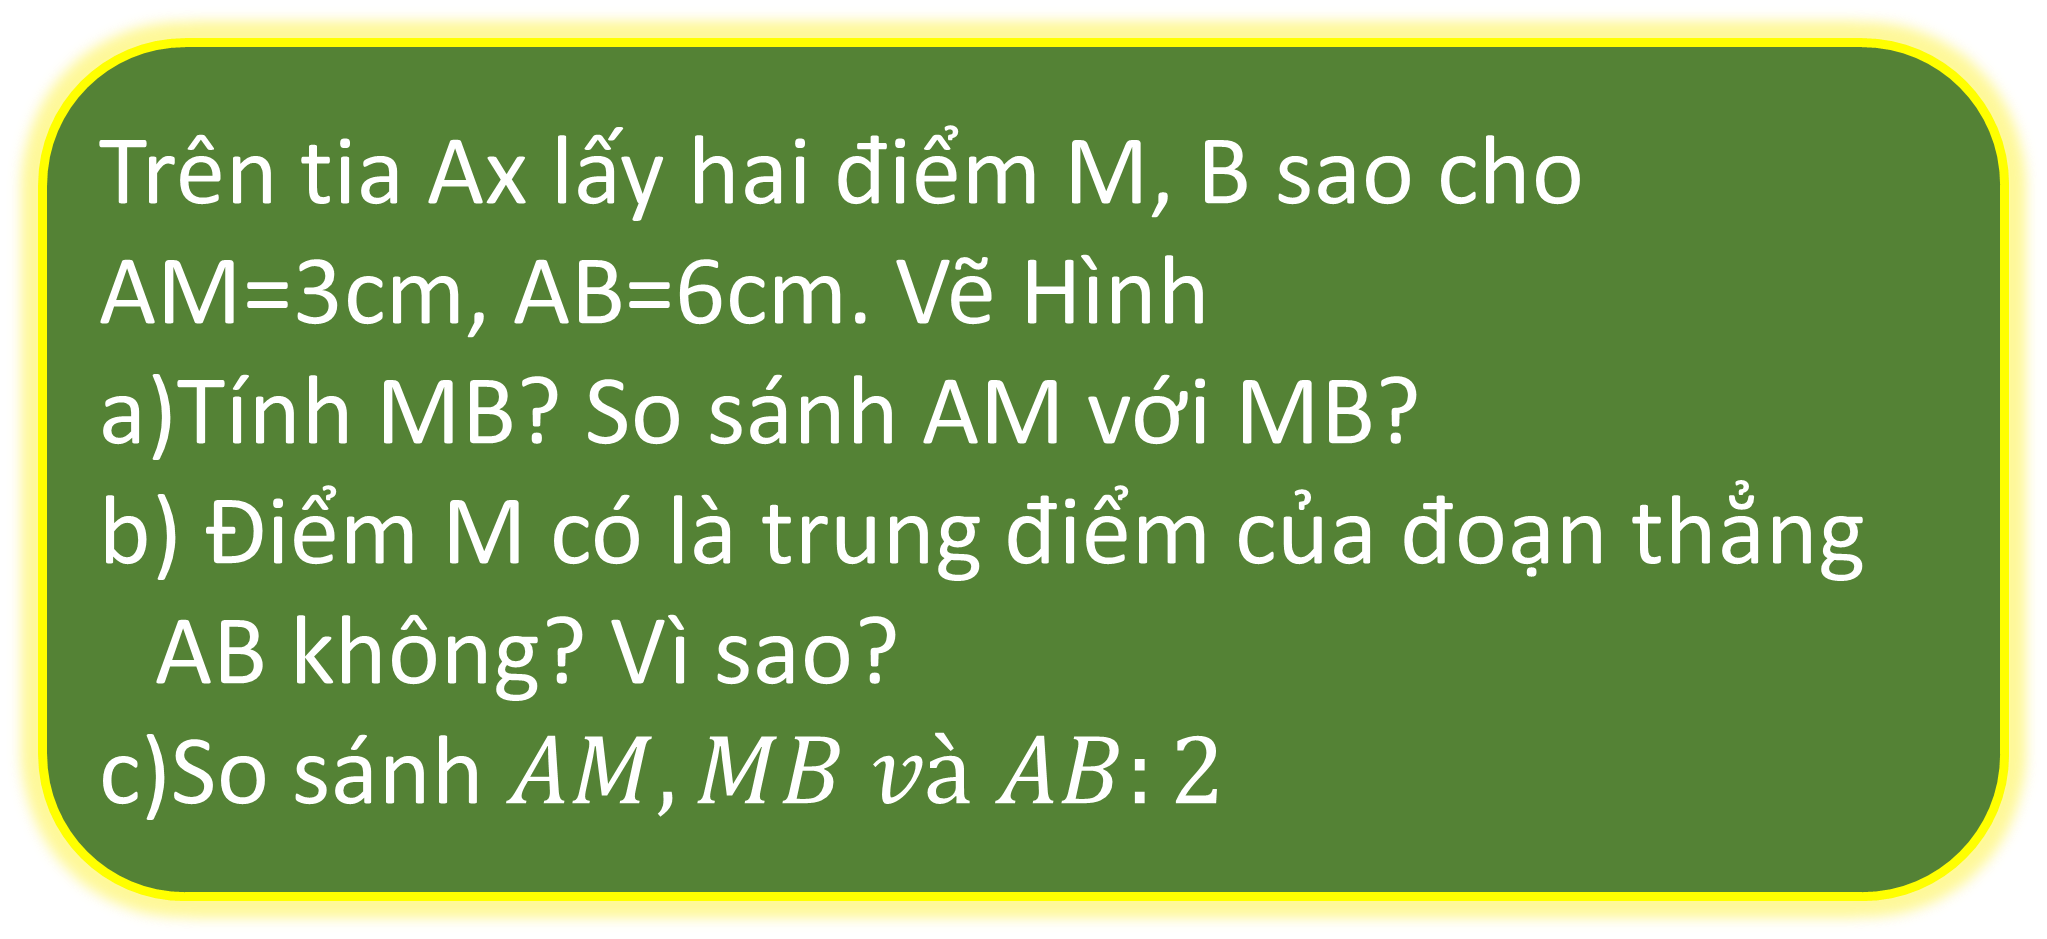 Trên tia Ax lấy hai điểm M, B sao cho
AM=3cm, AB=6cm. Vẽ Hình
a)Tính MB? So sánh AM với MB?
b) Điểm M có là trung điểm của đoạn thẳng
AB không? Vì sao?
c)So sánh AM, MB và AB: 2